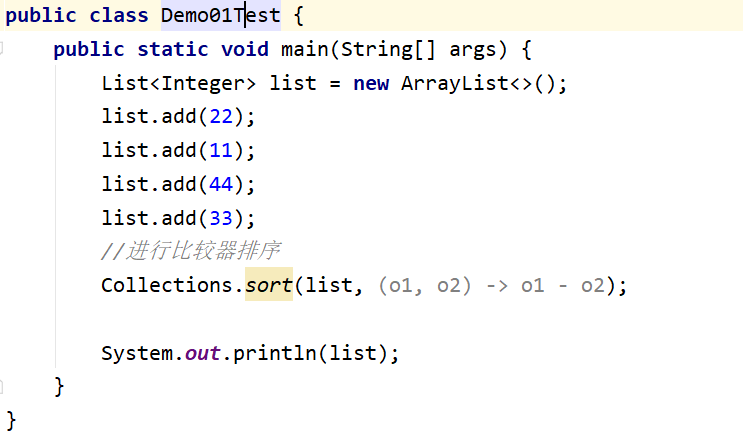 public class Demo01Test {
public static void main(String[] args) {
List<Integer> list = new ArrayList<>();
list.add(22);
list.add(11);
list.add(44);
list.add(33);
//进行比较器排序
Collections.sort(list, (o1, o2) -> o1 - o2);
System.out.println(list);
}
}